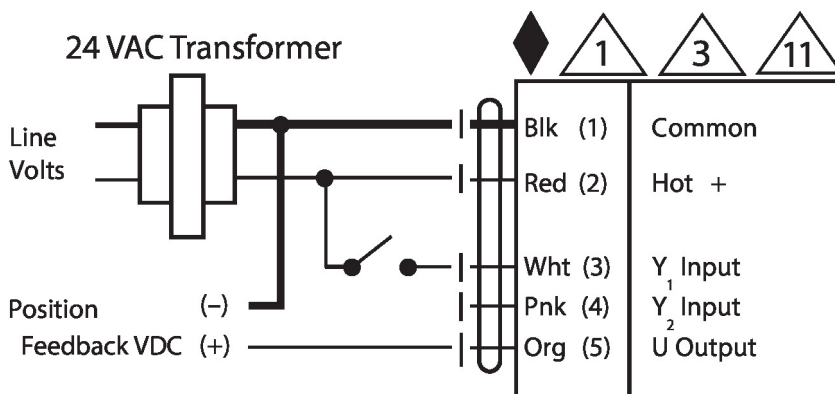 24 VAC Transformer
1 3 11
Line
Volts
Blk (1) Common
Red (2) Hot +
Wht (3) Y1 Input
Position (–)
Pnk (4) Y2 Input
Feedback VDC (+)
Org (5) U Output